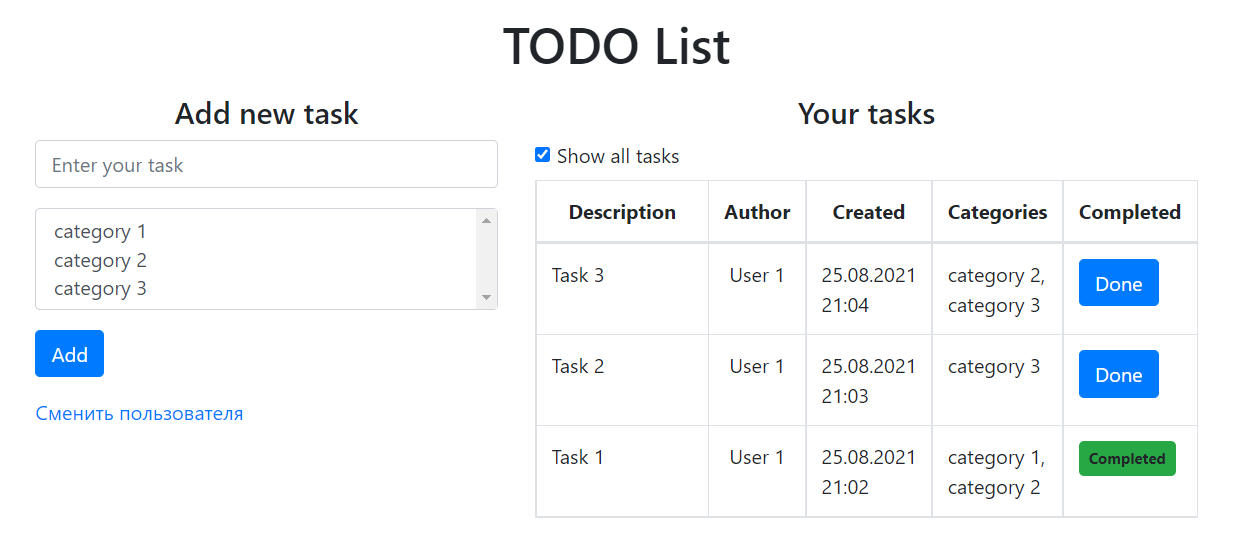 TODO List
Add new task
Enter your task
category 1
category 2
category 3
Add
Сменить пользователя
Your tasks
Show all tasks
Description Author Created Categories Completed
Task 3 User 1 25.08.2021 category 2, Done
21:04 category 3
Task 2 User 1 25.08.2021 category 3 Done
21:03
Task 1 User 1 25.08.2021 category 1, Completed
21:02 category 2